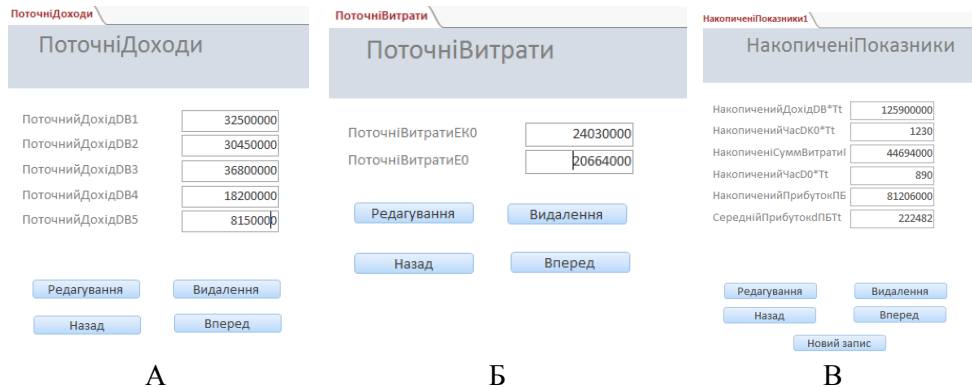 ПоточніДоходи
ПоточніДоходи
ПоточнийДохідDB1 32500000
ПоточнийДохідDB2 30450000
ПоточнийДохідDB3 36800000
ПоточнийДохідDB4 18200000
ПоточнийДохідDB5 8150000
Редагування Видалення
Назад Вперед
А
ПоточніВитрати
ПоточніВитрати
ПоточніВитратиЕК0 24030000
ПоточніВитратиЕ0 20664000
Редагування Видалення
Назад Вперед
Б
НакопиченіПоказники1
НакопиченіПоказники
НакопиченийДохідDB*Tt 125900000
НакопиченийЧасDK0*Tt 1230
НакопиченіСуммВитратиI 44694000
НакопиченийЧасD0*Tt 890
НакопиченийПрибутокПБ 81206000
СереднійПрибутокdПБTt 222482
Редагування Видалення
Назад Вперед
Новий запис
В